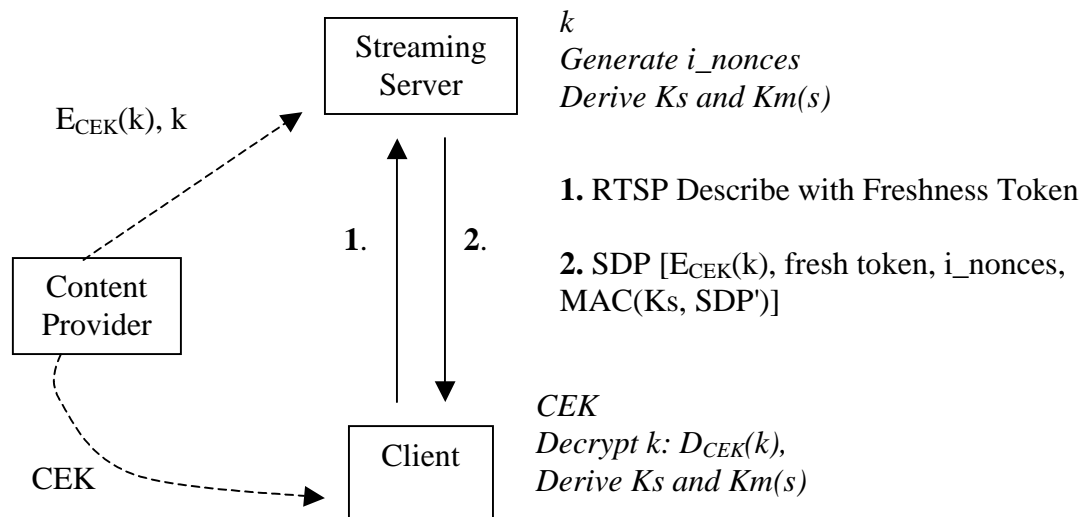 Streaming
Server
k
Generate i_nonces
Derive Ks and Km(s)
E_CEK(k), k
1. RTSP Describe with Freshness Token
1.
2.
2. SDP [E_CEK(k), fresh token, i_nonces,
MAC(Ks, SDP')]
Content
Provider
CEK
Client
CEK
Decrypt k: D_CEK(k),
Derive Ks and Km(s)